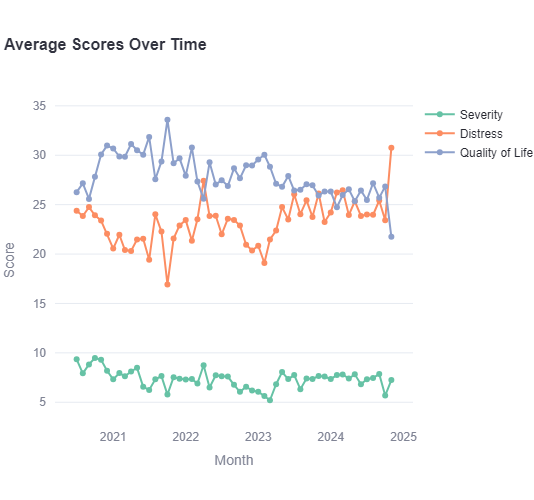 Average Scores Over Time
35
30
25
20
15
10
5
Score
2021 2022 2023 2024 2025
Month
Severity
Distress
Quality of Life